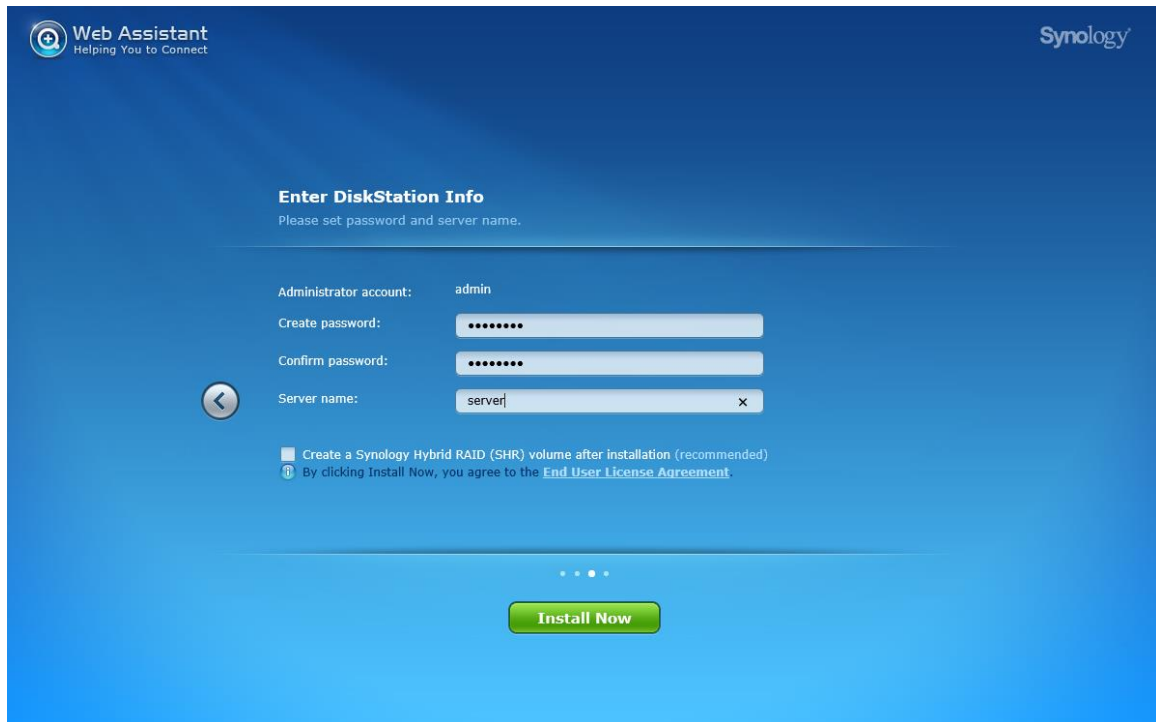 Web Assistant
Helping You to Connect
Synology
Enter DiskStation Info
Please set password and server name.
Administrator account: admin
Create password: ••••••••
Confirm password: ••••••••
Server name: server ×
Create a Synology Hybrid RAID (SHR) volume after installation (recommended)
By clicking Install Now, you agree to the End User License Agreement.
Install Now